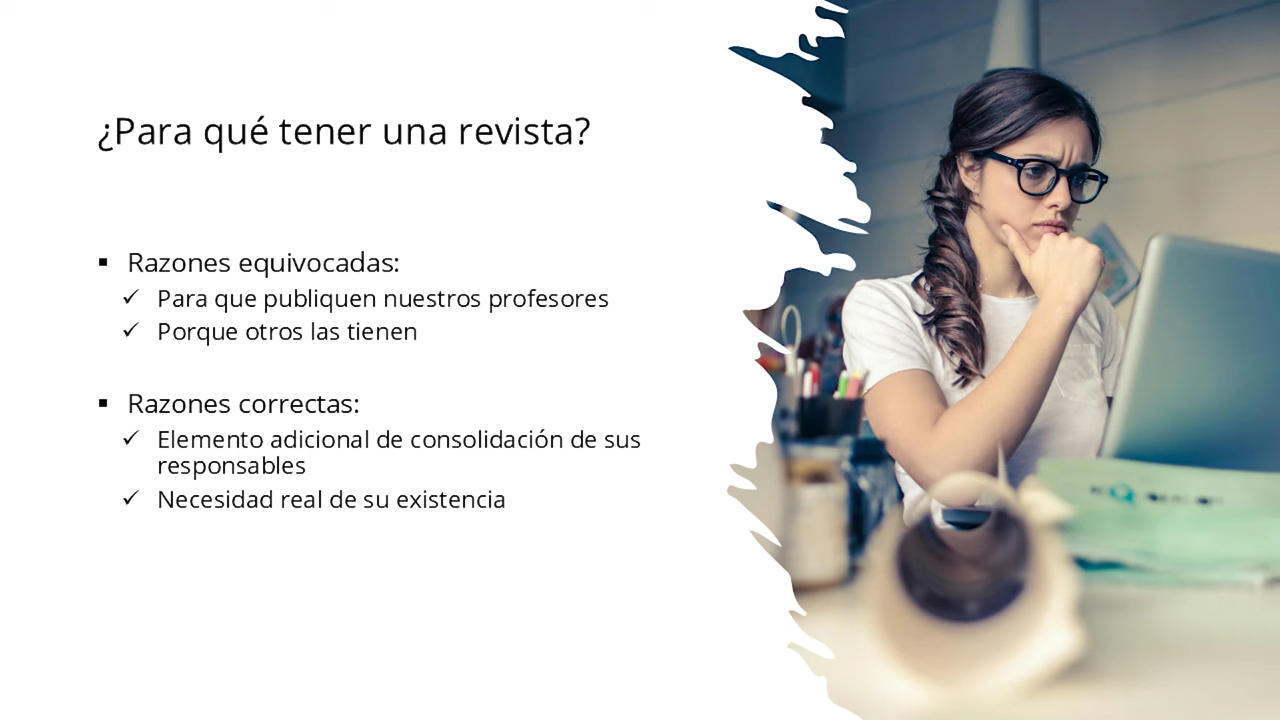 ¿Para qué tener una revista?
▪ Razones equivocadas:
✓ Para que publiquen nuestros profesores
✓ Porque otros las tienen
▪ Razones correctas:
✓ Elemento adicional de consolidación de sus
responsables
✓ Necesidad real de su existencia